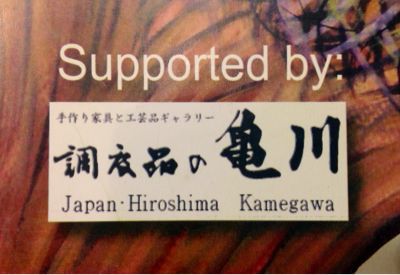 Supported by:
手作り家具と工芸品ギャラリー
調度品の亀川
Japan·Hiroshima Kamegawa